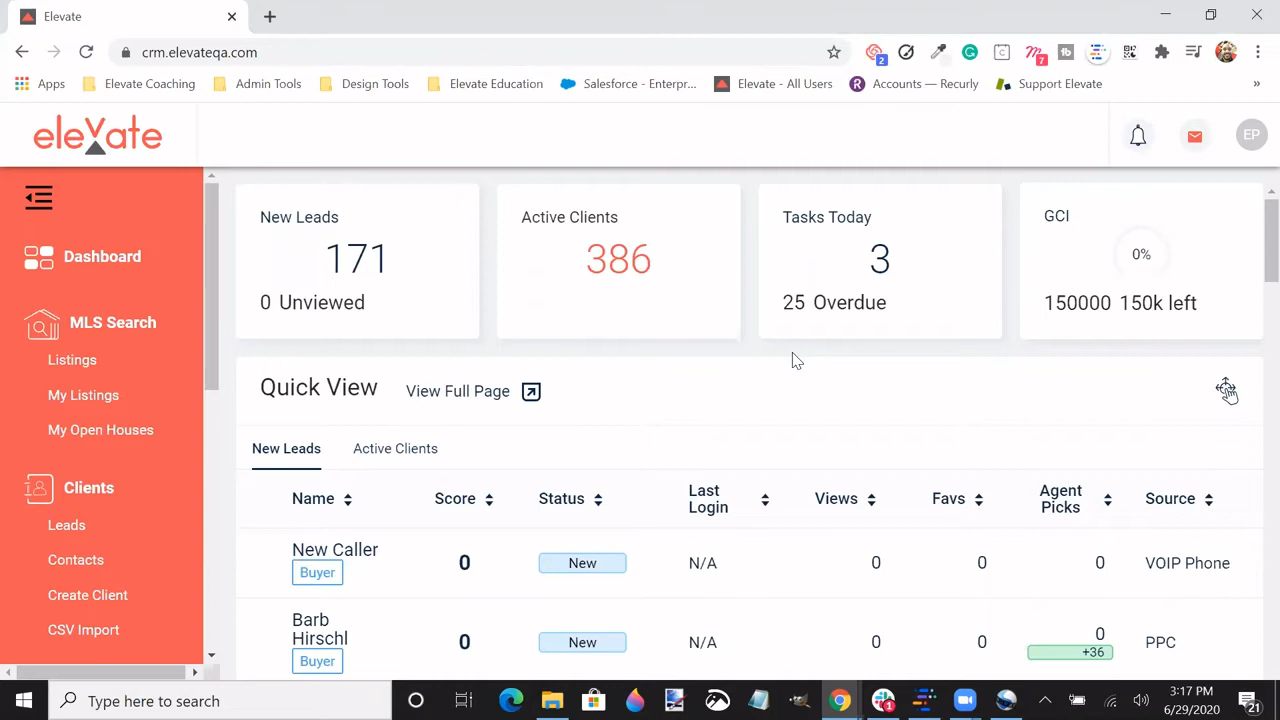 Elevate
crm.elevateqa.com
2
7
Apps Elevate Coaching Admin Tools Design Tools Elevate Education Salesforce - Enterpr... Elevate - All Users Accounts — Recurly Support Elevate »
elevate
EP
Dashboard
MLS Search
Listings
My Listings
My Open Houses
Clients
Leads
Contacts
Create Client
CSV Import
New Leads
171
0 Unviewed
Active Clients
386
Tasks Today
3
25 Overdue
GCI
0%
150000 150k left
Quick View View Full Page
New Leads Active Clients
Name Score Status Last Login Views Favs Agent Picks Source
New Caller 0 New N/A 0 0 0 VOIP Phone
Buyer
Barb Hirschl 0 New N/A 0 0 0 PPC
+36
Buyer
Type here to search
1
3:17 PM
6/29/2020
21